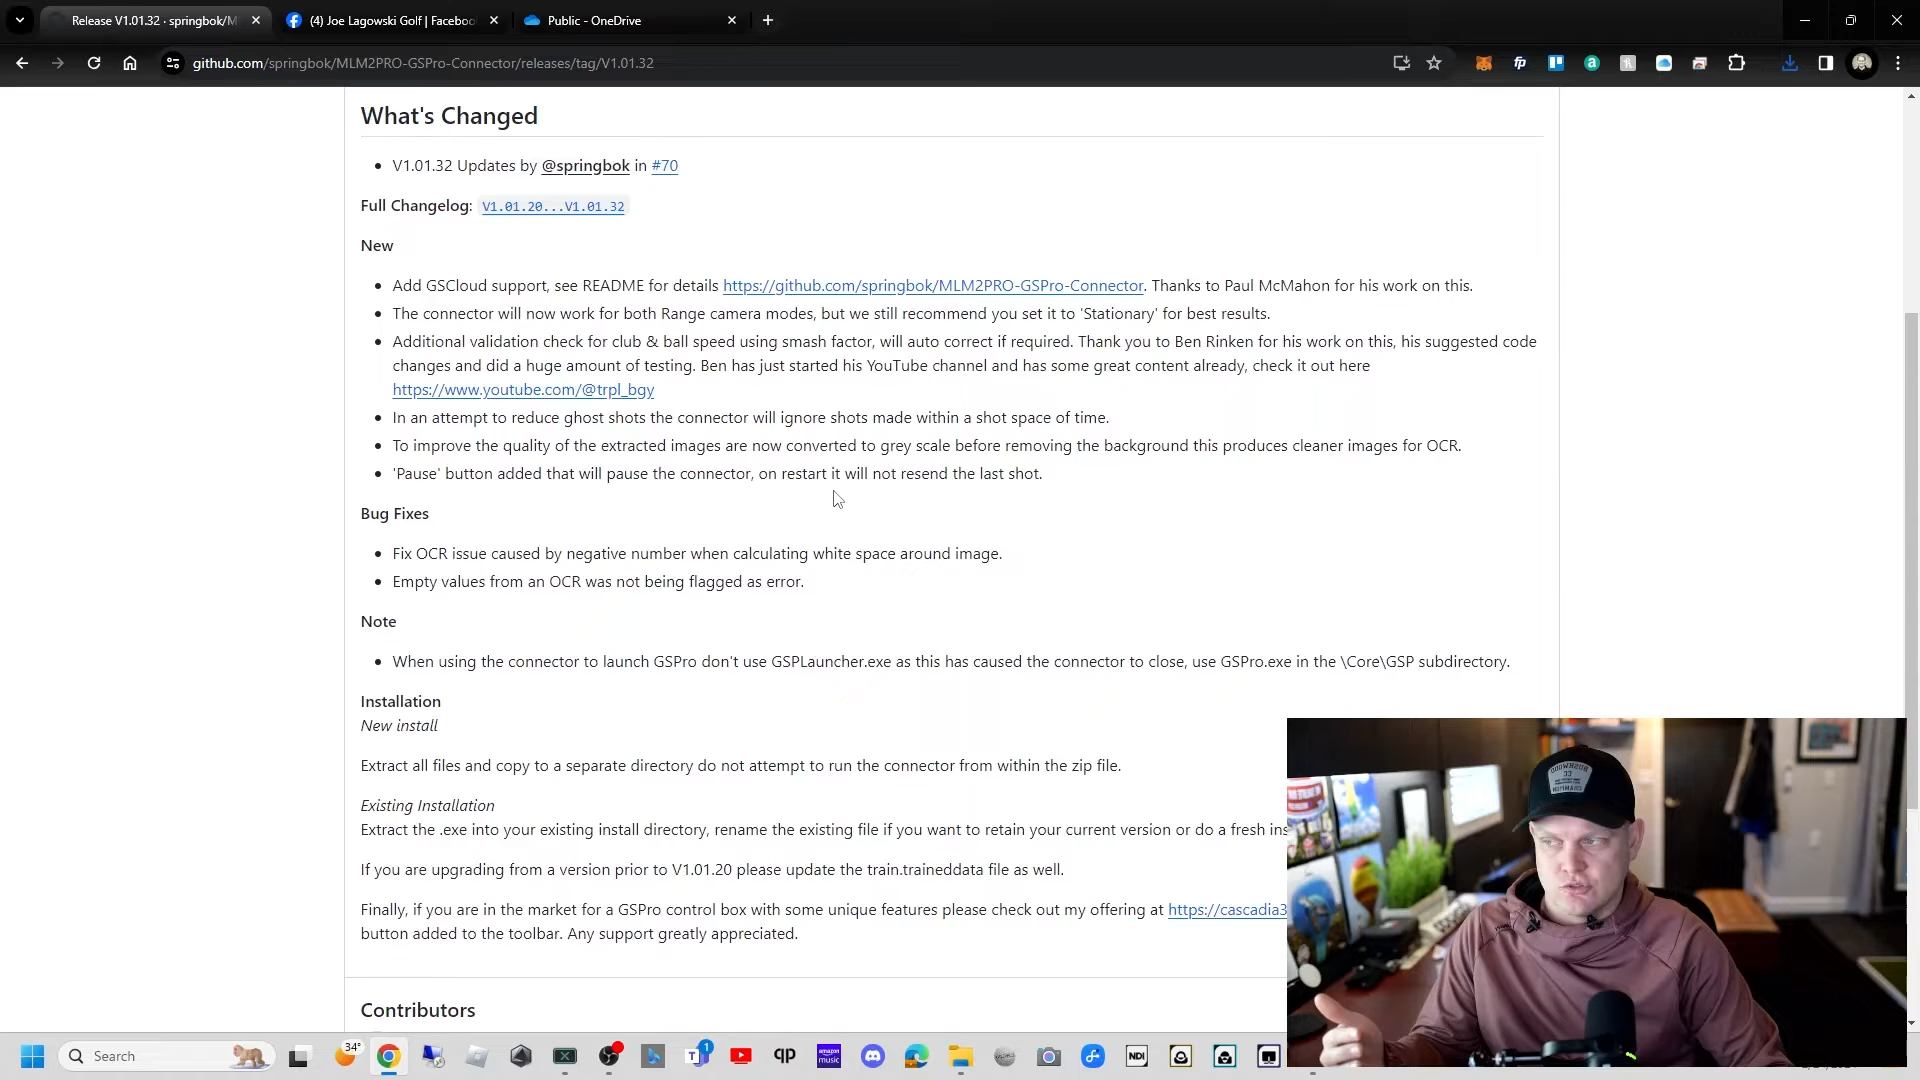 Release V1.01.32 · springbok/M
(4) Joe Lagowski Golf | Faceboo
Public - OneDrive
github.com/springbok/MLM2PRO-GSPro-Connector/releases/tag/V1.01.32
What's Changed
V1.01.32 Updates by @springbok in #70
Full Changelog: V1.01.20...V1.01.32
New
Add GSCloud support, see README for details https://github.com/springbok/MLM2PRO-GSPro-Connector. Thanks to Paul McMahon for his work on this.
The connector will now work for both Range camera modes, but we still recommend you set it to 'Stationary' for best results.
Additional validation check for club & ball speed using smash factor, will auto correct if required. Thank you to Ben Rinken for his work on this, his suggested code
changes and did a huge amount of testing. Ben has just started his YouTube channel and has some great content already, check it out here
https://www.youtube.com/@trpl_bgy
In an attempt to reduce ghost shots the connector will ignore shots made within a shot space of time.
To improve the quality of the extracted images are now converted to grey scale before removing the background this produces cleaner images for OCR.
'Pause' button added that will pause the connector, on restart it will not resend the last shot.
Bug Fixes
Fix OCR issue caused by negative number when calculating white space around image.
Empty values from an OCR was not being flagged as error.
Note
When using the connector to launch GSPro don't use GSPLauncher.exe as this has caused the connector to close, use GSPro.exe in the \Core\GSP subdirectory.
Installation
New install
Extract all files and copy to a separate directory do not attempt to run the connector from within the zip file.
Existing Installation
Extract the .exe into your existing install directory, rename the existing file if you want to retain your current version or do a fresh ins
If you are upgrading from a version prior to V1.01.20 please update the train.traineddata file as well.
Finally, if you are in the market for a GSPro control box with some unique features please check out my offering at https://cascadia3
button added to the toolbar. Any support greatly appreciated.
Contributors
Search
34°
1
NDI